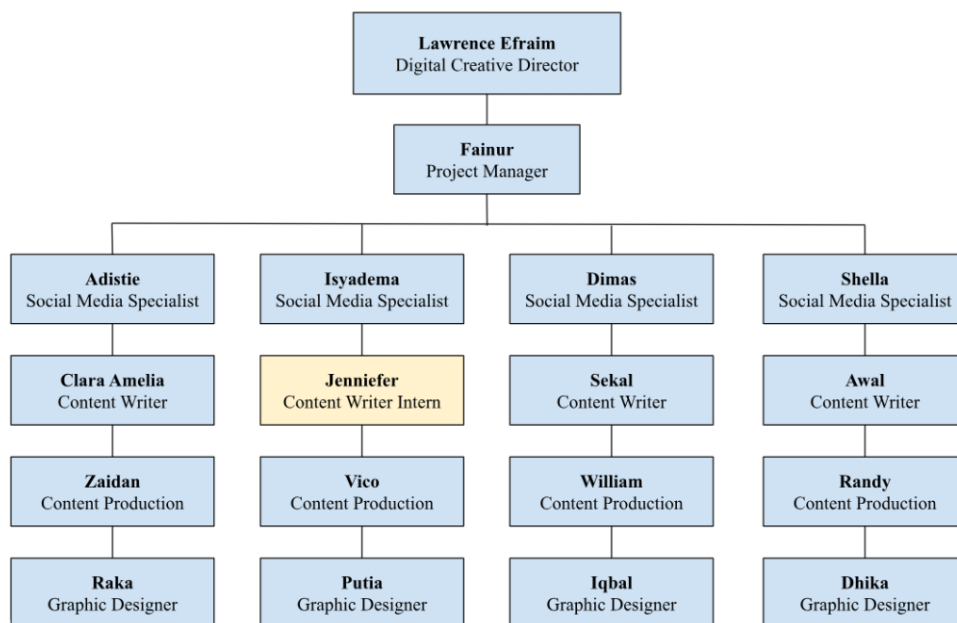 Lawrence Efraim
Digital Creative Director
Fainur
Project Manager
Adistie
Social Media Specialist
Isyadema
Social Media Specialist
Dimas
Social Media Specialist
Shella
Social Media Specialist
Clara Amelia
Content Writer
Jenniefer
Content Writer Intern
Sekal
Content Writer
Awal
Content Writer
Zaidan
Content Production
Vico
Content Production
William
Content Production
Randy
Content Production
Raka
Graphic Designer
Putia
Graphic Designer
Iqbal
Graphic Designer
Dhika
Graphic Designer